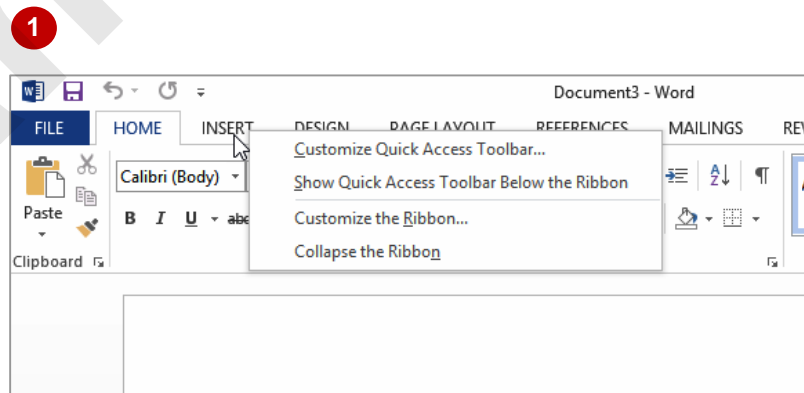 1
Document3 - Word
FILE HOME INSERT DESIGN PAGE LAYOUT REFERENCES MAILINGS
Customize Quick Access Toolbar...
Calibri (Body)
Show Quick Access Toolbar Below the Ribbon
Paste
B I U abc
Customize the Ribbon...
Collapse the Ribbon
Clipboard